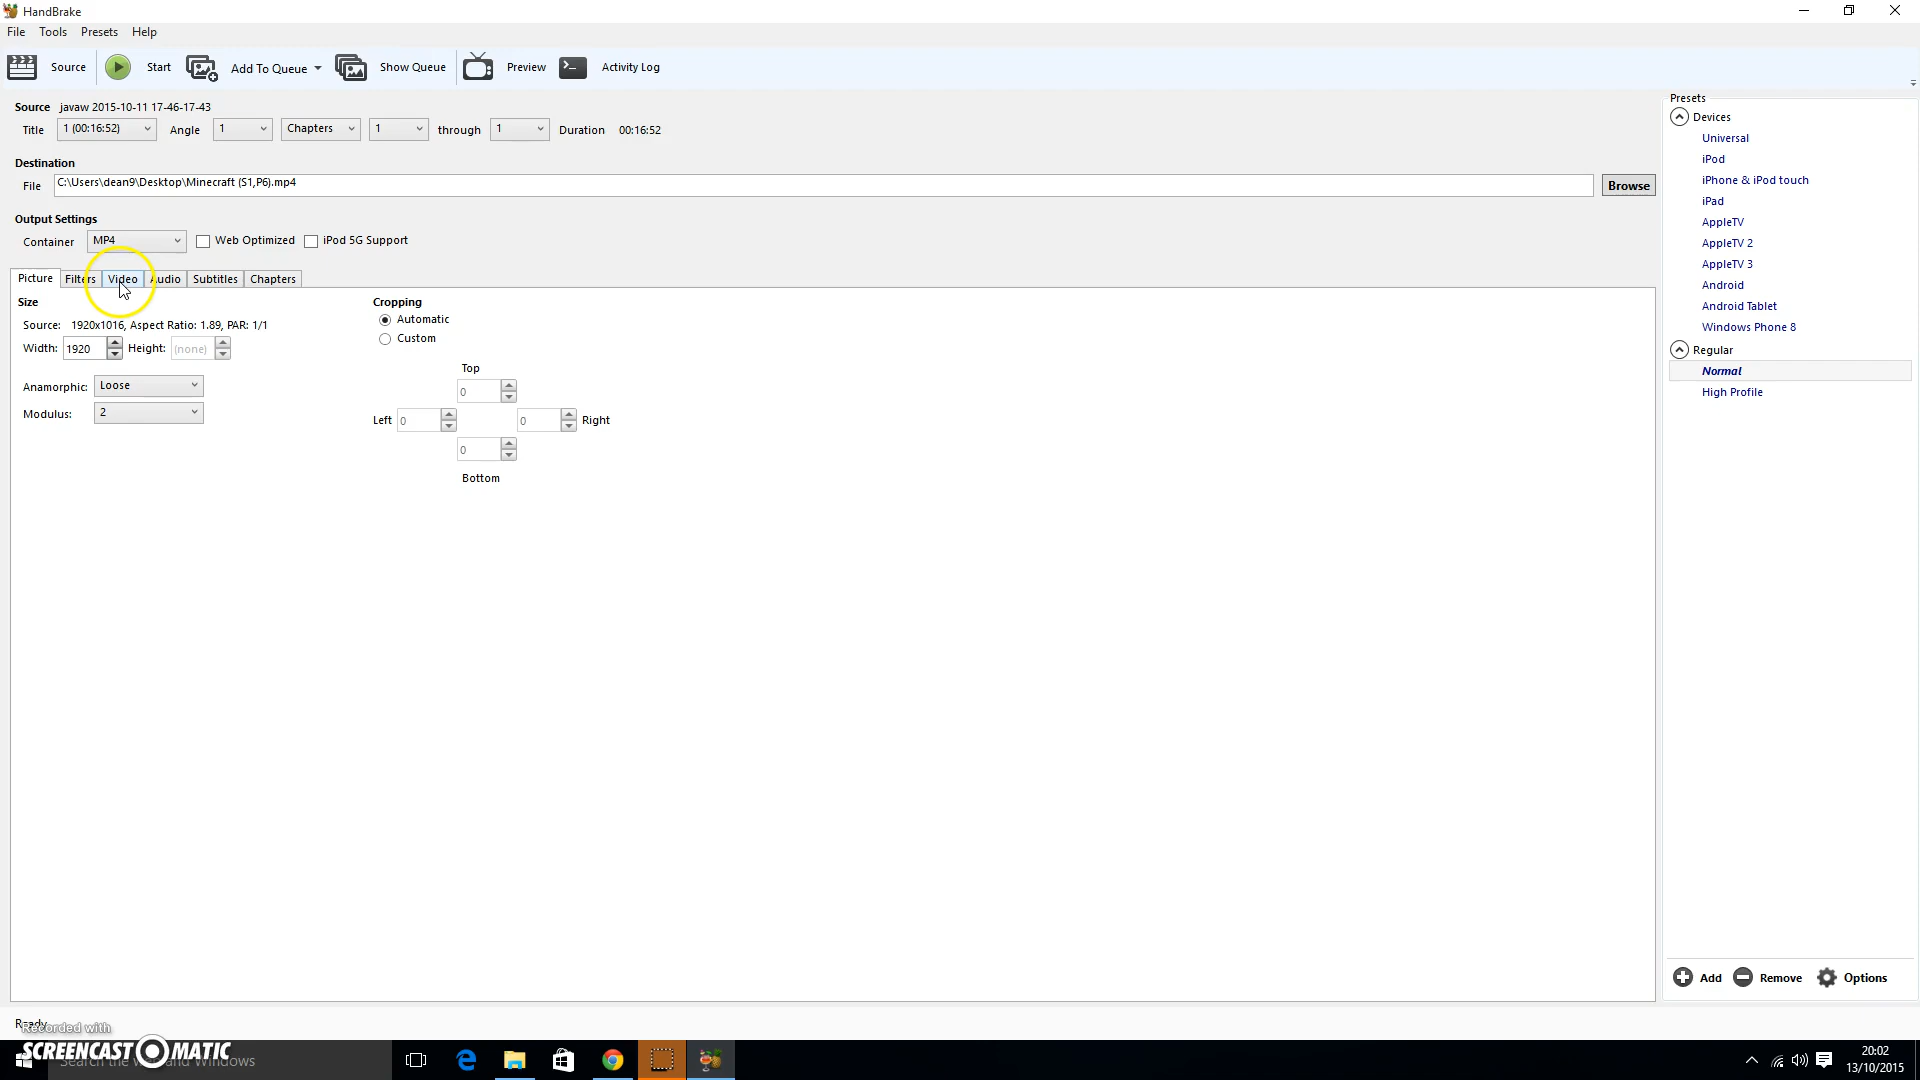 HandBrake
File Tools Presets Help
Source Start Add To Queue Show Queue Preview Activity Log
Source javaw 2015-10-11 17-46-17-43
Title 1 (00:16:52) Angle 1 Chapters 1 through 1 Duration 00:16:52
Destination
File C:\Users\dean9\Desktop\Minecraft (S1,P6).mp4 Browse
Output Settings
Container MP4 Web Optimized iPod 5G Support
Picture Filters Video Audio Subtitles Chapters
Size
Source: 1920x1016, Aspect Ratio: 1.89, PAR: 1/1
Width: 1920 Height: (none)
Anamorphic: Loose
Modulus: 2
Cropping
Automatic
Custom
Top
0
Left 0 0 Right
0
Bottom
Presets
Devices
Universal
iPod
iPhone & iPod touch
iPad
AppleTV
AppleTV 2
AppleTV 3
Android
Android Tablet
Windows Phone 8
Regular
Normal
High Profile
Add Remove Options
Ready
Recorded with
SCREENCAST MATIC
Search the web and Windows
20:02
13/10/2015